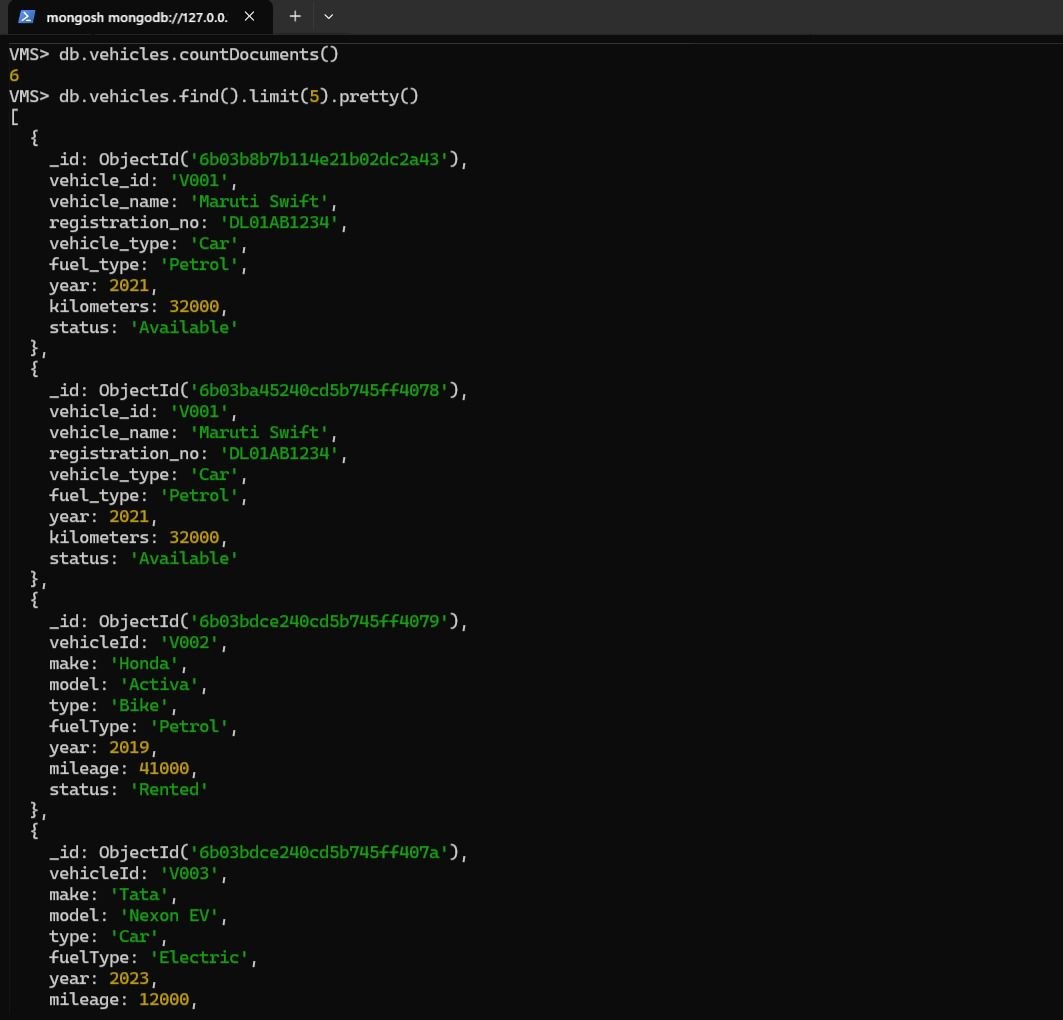 mongosh mongodb://127.0.0.
VMS> db.vehicles.countDocuments()
6
VMS> db.vehicles.find().limit(5).pretty()
[
  {
    _id: ObjectId('6b03b8b7b114e21b02dc2a43'),
    vehicle_id: 'V001',
    vehicle_name: 'Maruti Swift',
    registration_no: 'DL01AB1234',
    vehicle_type: 'Car',
    fuel_type: 'Petrol',
    year: 2021,
    kilometers: 32000,
    status: 'Available'
  },
  {
    _id: ObjectId('6b03ba45240cd5b745ff4078'),
    vehicle_id: 'V001',
    vehicle_name: 'Maruti Swift',
    registration_no: 'DL01AB1234',
    vehicle_type: 'Car',
    fuel_type: 'Petrol',
    year: 2021,
    kilometers: 32000,
    status: 'Available'
  },
  {
    _id: ObjectId('6b03bdce240cd5b745ff4079'),
    vehicleId: 'V002',
    make: 'Honda',
    model: 'Activa',
    type: 'Bike',
    fuelType: 'Petrol',
    year: 2019,
    mileage: 41000,
    status: 'Rented'
  },
  {
    _id: ObjectId('6b03bdce240cd5b745ff407a'),
    vehicleId: 'V003',
    make: 'Tata',
    model: 'Nexon EV',
    type: 'Car',
    fuelType: 'Electric',
    year: 2023,
    mileage: 12000,